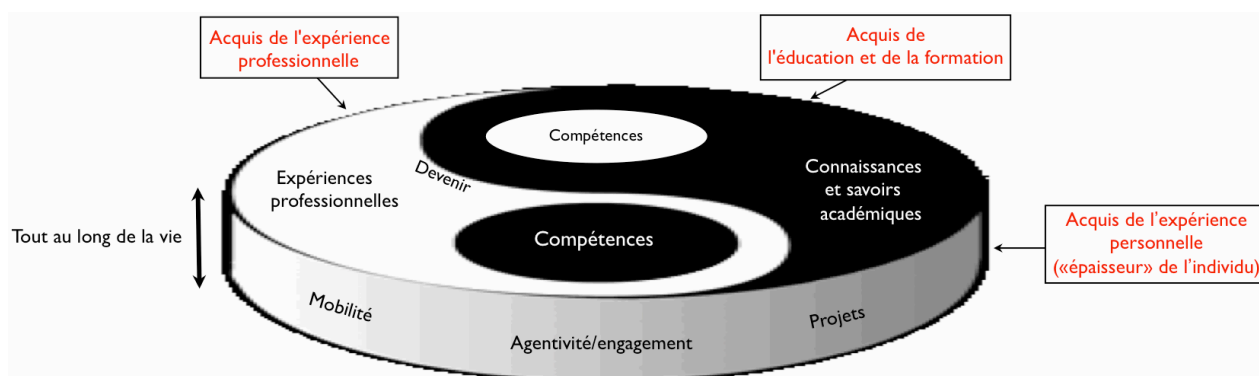 Acquis de l'expérience
professionnelle
Acquis de
l'éducation et de la formation
Compétences
Devenir
Expériences
professionnelles
Connaissances
et savoirs
académiques
Tout au long de la vie
Compétences
Acquis de l'expérience
personnelle
(«épaisseur» de l'individu)
Mobilité
Agentivité/engagement
Projets